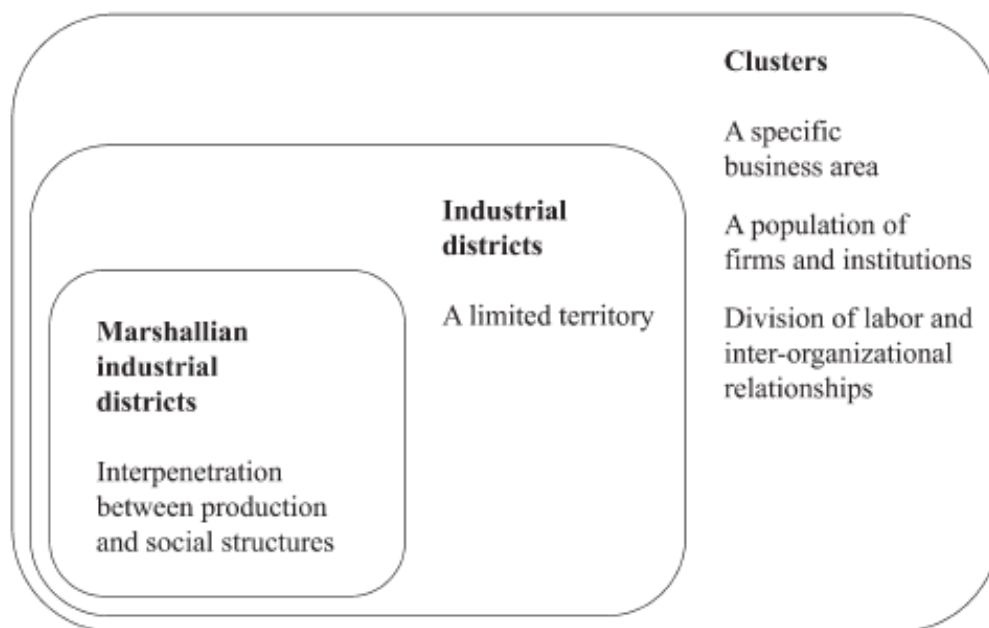 Clusters
A specific
business area
A population of
firms and institutions
Division of labor and
inter-organizational
relationships
Industrial
districts
A limited territory
Marshallian
industrial
districts
Interpenetration
between production
and social structures